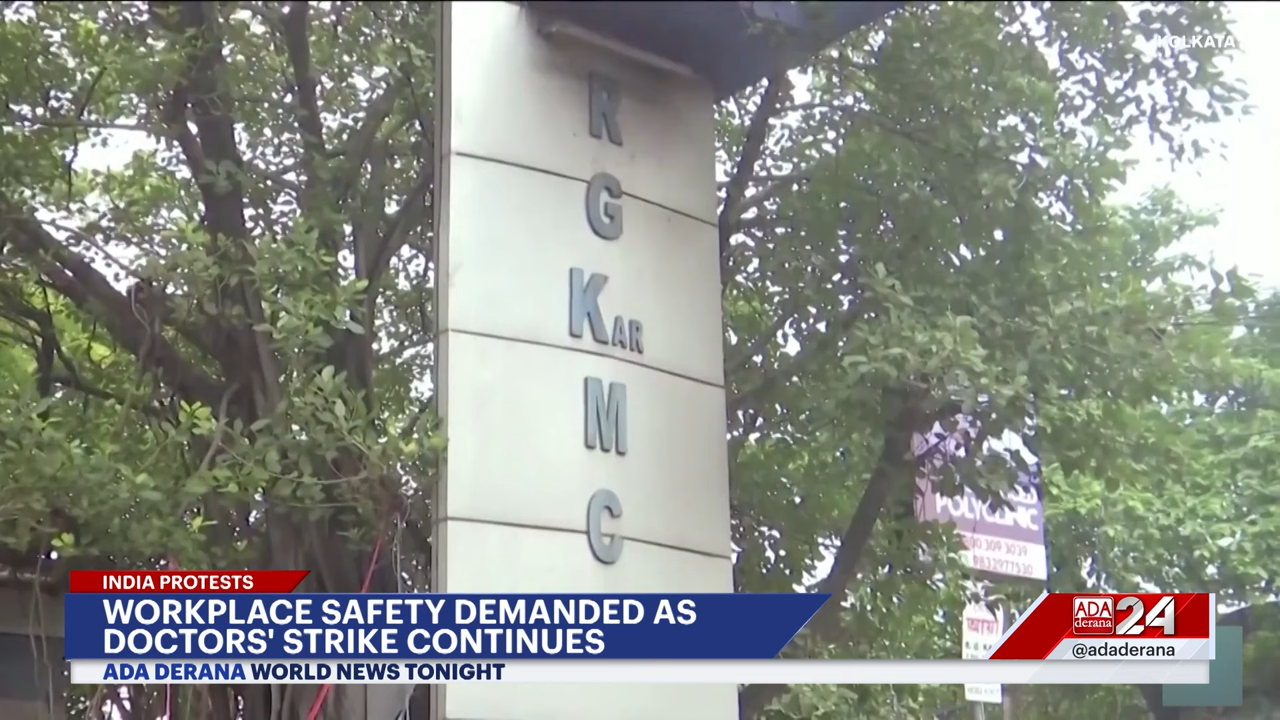 KOLKATA
R
G
KAR
M
C
POLYCLINIC
INDIA PROTESTS
WORKPLACE SAFETY DEMANDED AS
DOCTORS' STRIKE CONTINUES
ADA DERANA WORLD NEWS TONIGHT
ADA
derana
24
@adaderana